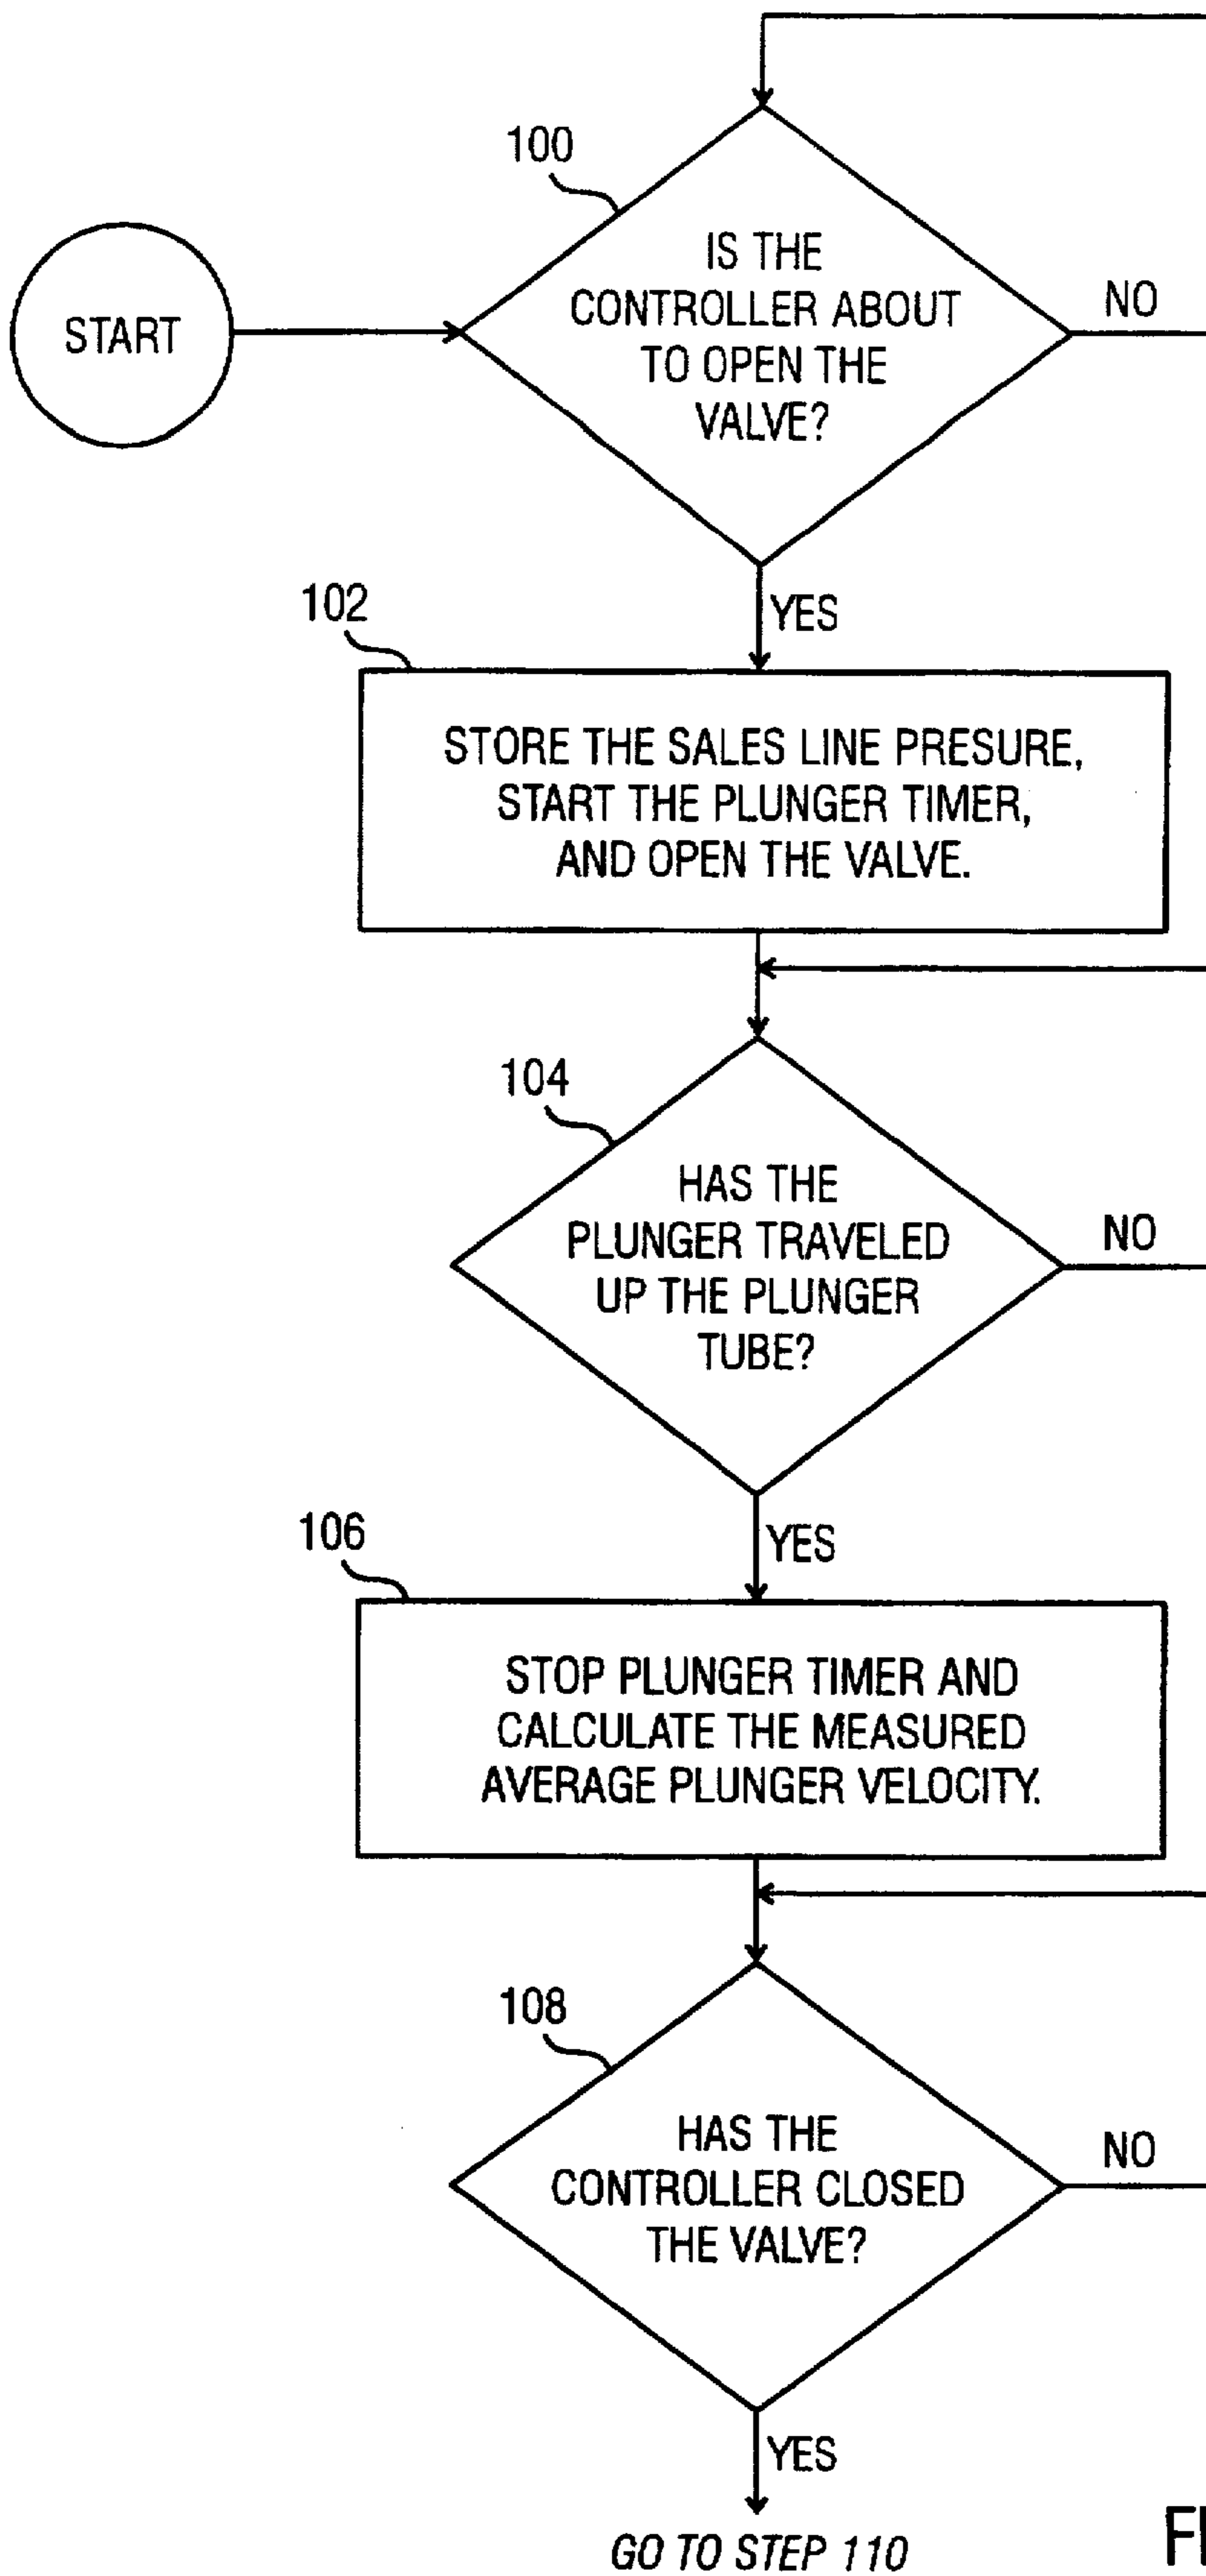 100
IS THE
CONTROLLER ABOUT
TO OPEN THE
VALVE?
NO
START
YES
102
STORE THE SALES LINE PRESURE,
START THE PLUNGER TIMER,
AND OPEN THE VALVE.
104
HAS THE
PLUNGER TRAVELED
UP THE PLUNGER
TUBE?
NO
YES
106
STOP PLUNGER TIMER AND
CALCULATE THE MEASURED
AVERAGE PLUNGER VELOCITY.
108
HAS THE
CONTROLLER CLOSED
THE VALVE?
NO
YES
GO TO STEP 110